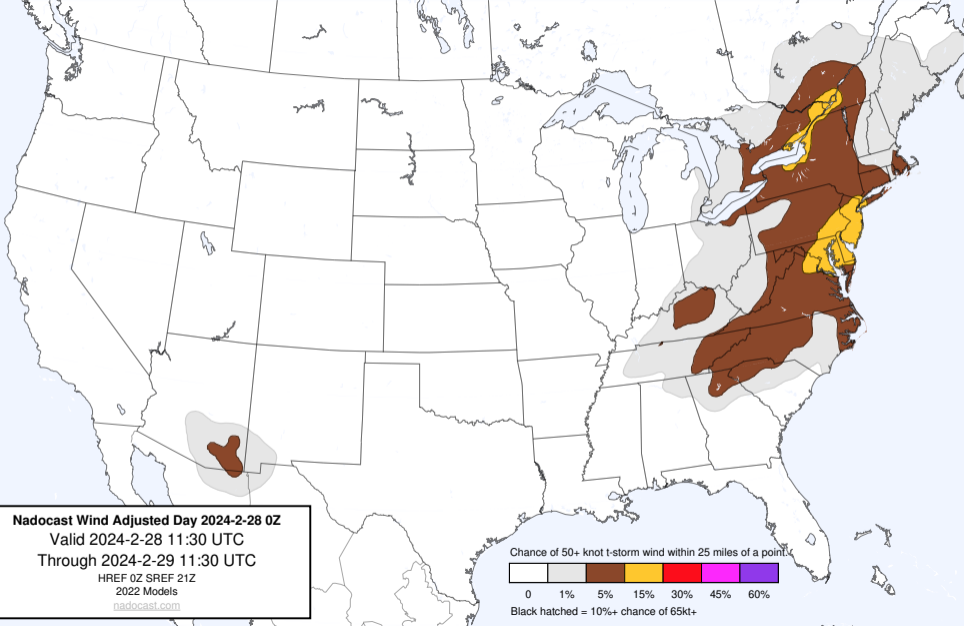 Nadocast Wind Adjusted Day 2024-2-28 0Z
Valid 2024-2-28 11:30 UTC
Through 2024-2-29 11:30 UTC
HREF 0Z SREF 21Z
2022 Models
nadocast.com
Chance of 50+ knot t-storm wind within 25 miles of a point.
0 1% 5% 15% 30% 45% 60%
Black hatched = 10%+ chance of 65kt+